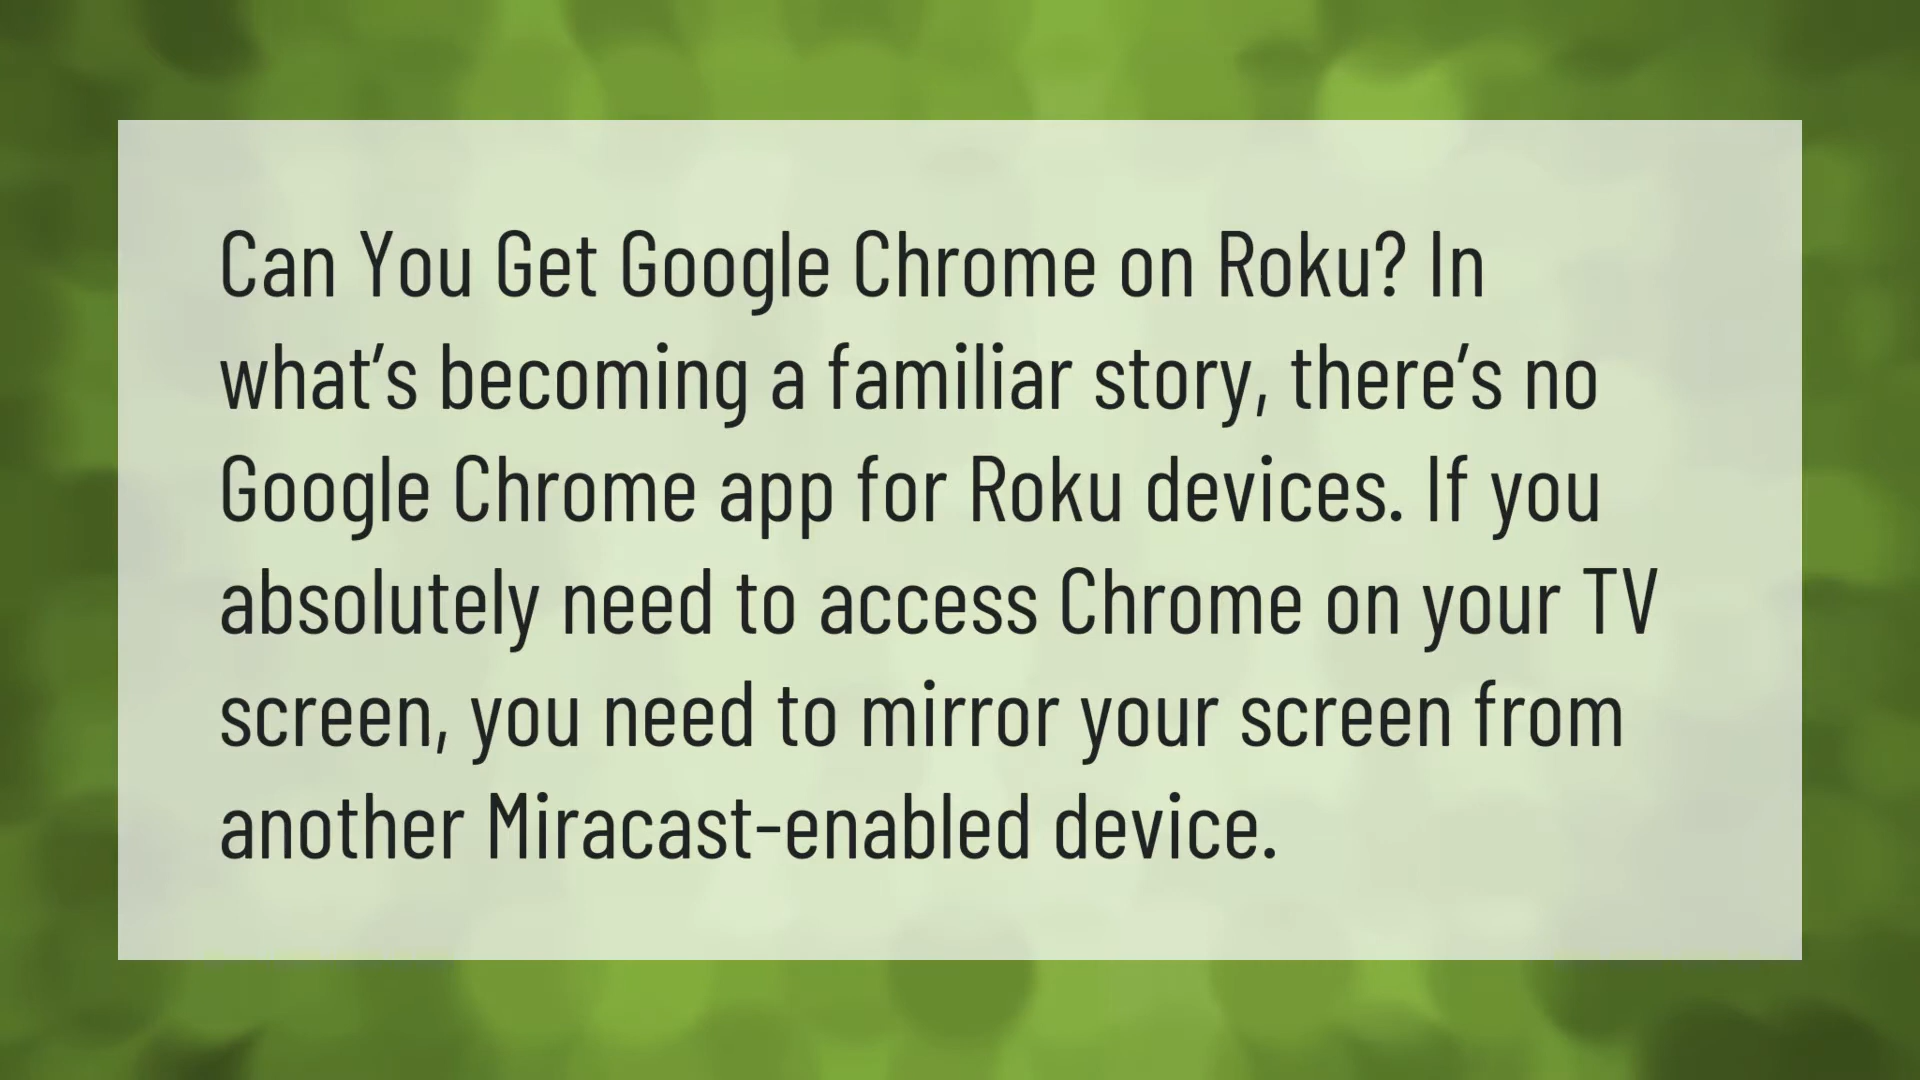 Can You Get Google Chrome on Roku? In
what’s becoming a familiar story, there’s no
Google Chrome app for Roku devices. If you
absolutely need to access Chrome on your TV
screen, you need to mirror your screen from
another Miracast-enabled device.